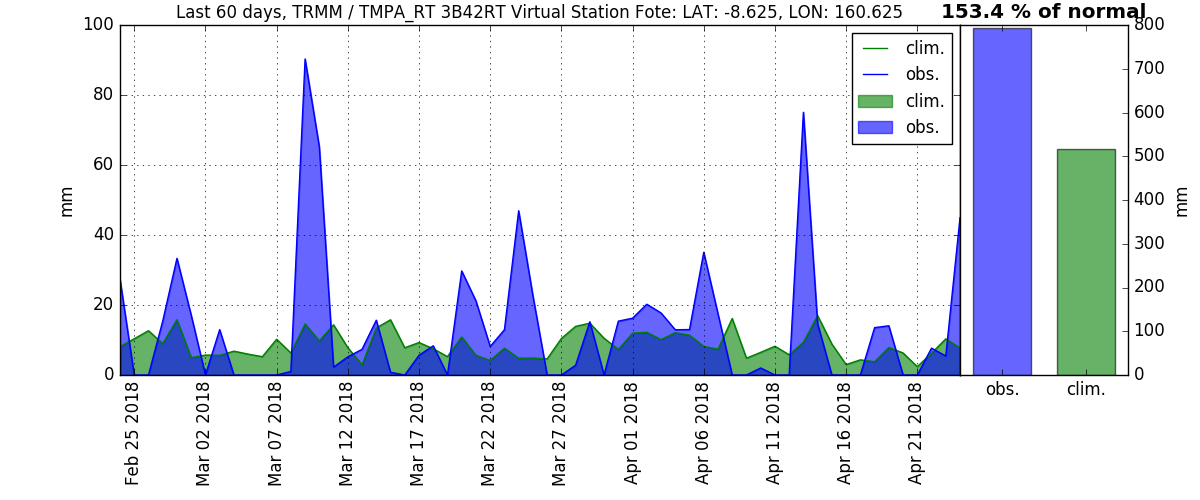 Last 60 days, TRMM / TMPA_RT 3B42RT Virtual Station Fote: LAT: -8.625, LON: 160.625
153.4 % of normal
100
80
60
40
20
0
mm
clim.
obs.
clim.
obs.
800
700
600
500
400
300
200
100
0
mm
Feb 25 2018
Mar 02 2018
Mar 07 2018
Mar 12 2018
Mar 17 2018
Mar 22 2018
Mar 27 2018
Apr 01 2018
Apr 06 2018
Apr 11 2018
Apr 16 2018
Apr 21 2018
obs.
clim.